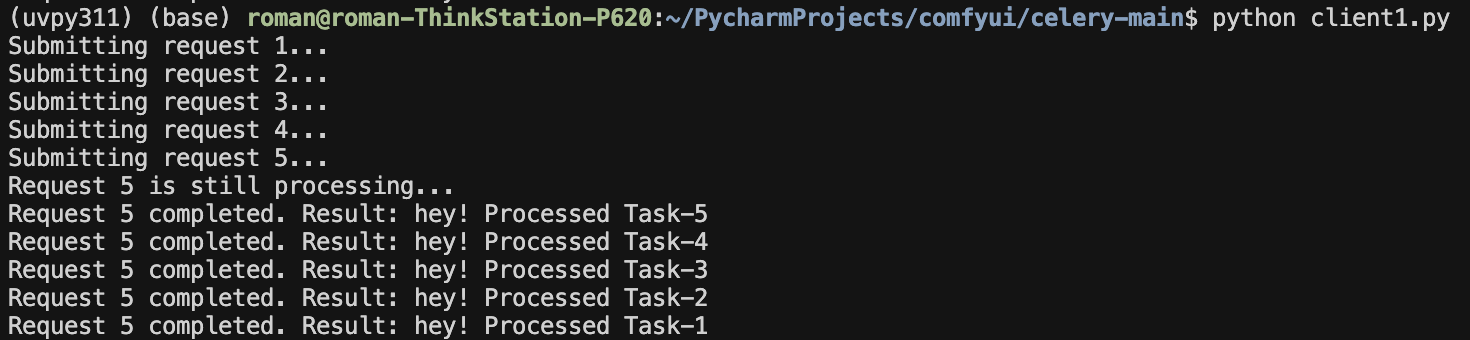 (uvpy311) (base) roman@roman-ThinkStation-P620:~/PycharmProjects/comfyui/celery-main$ python client1.py
Submitting request 1...
Submitting request 2...
Submitting request 3...
Submitting request 4...
Submitting request 5...
Request 5 is still processing...
Request 5 completed. Result: hey! Processed Task-5
Request 5 completed. Result: hey! Processed Task-4
Request 5 completed. Result: hey! Processed Task-3
Request 5 completed. Result: hey! Processed Task-2
Request 5 completed. Result: hey! Processed Task-1